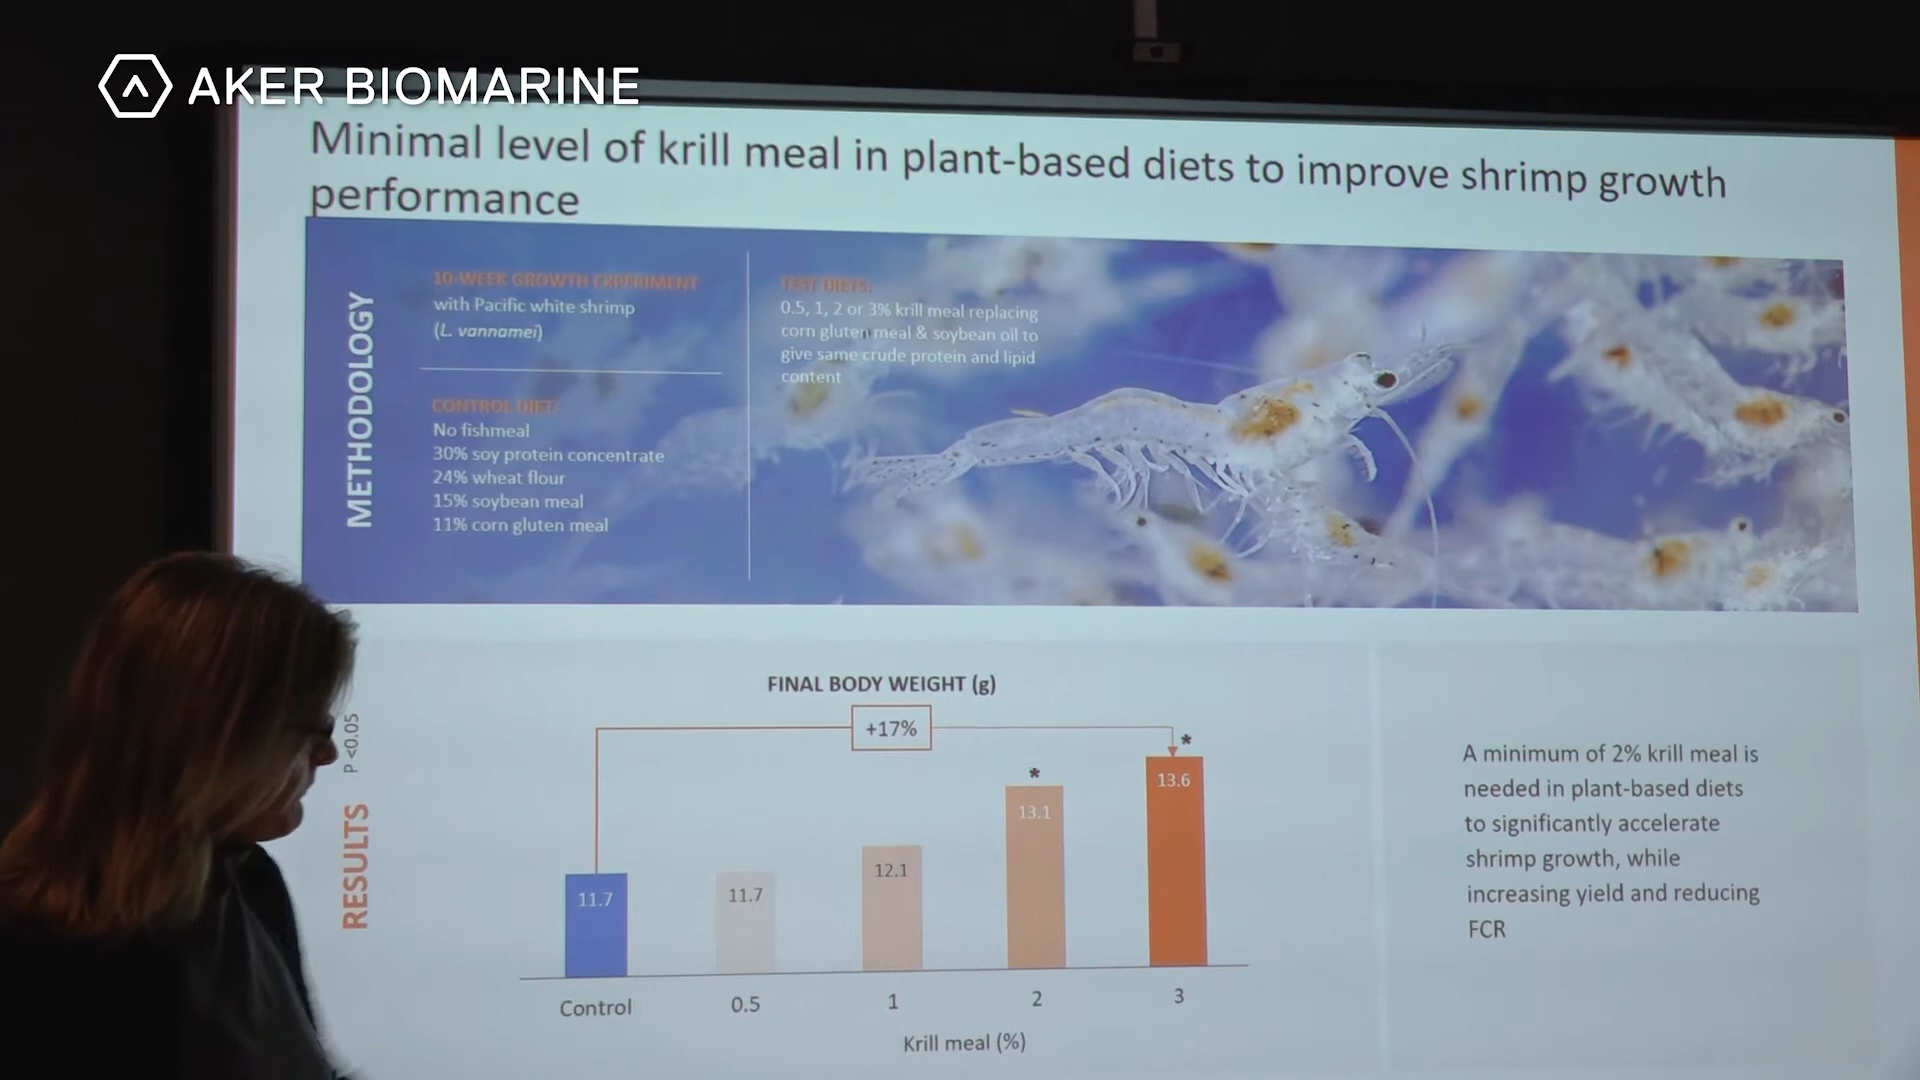 AKER BIOMARINE
Minimal level of krill meal in plant-based diets to improve shrimp growth
performance
METHODOLOGY
10-WEEK GROWTH EXPERIMENT
with Pacific white shrimp
(L. vannamei)
CONTROL DIET:
No fishmeal
30% soy protein concentrate
24% wheat flour
15% soybean meal
11% corn gluten meal
TEST DIETS:
0.5, 1, 2 or 3% krill meal replacing
corn gluten meal & soybean oil to
give same crude protein and lipid
content
RESULTS P <0.05
FINAL BODY WEIGHT (g)
+17%
* *
11.7 11.7 12.1 13.1 13.6
Control 0.5 1 2 3
Krill meal (%)
A minimum of 2% krill meal is
needed in plant-based diets
to significantly accelerate
shrimp growth, while
increasing yield and reducing
FCR